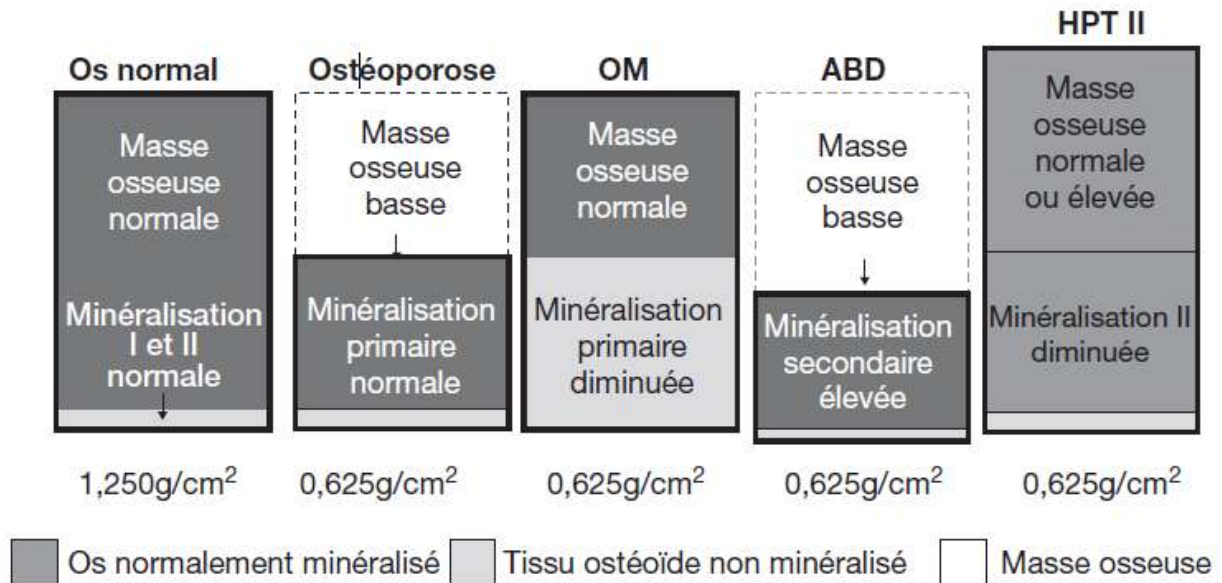 HPT II
Os normal
Ostéoporose
OM
ABD
Masse
osseuse
normale
Minéralisation
I et II
normale
Masse
osseuse
basse
Minéralisation
primaire
normale
Masse
osseuse
normale
Minéralisation
primaire
diminuée
Masse
osseuse
basse
Minéralisation
secondaire
élevée
Masse
osseuse
normale
ou élevée
Minéralisation II
diminuée
1,250g/cm²
0,625g/cm²
0,625g/cm²
0,625g/cm²
0,625g/cm²
Os normalement minéralisé
Tissu ostéoïde non minéralisé
Masse osseuse